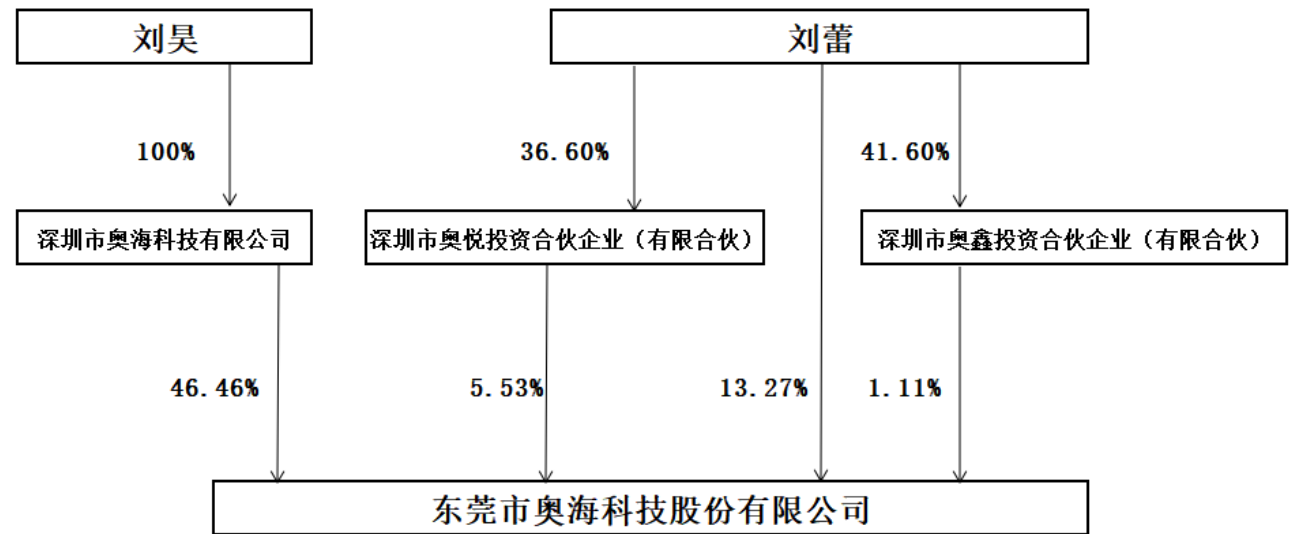 刘昊
刘蕾
100%
36.60%
41.60%
深圳市奥海科技有限公司
深圳市奥悦投资合伙企业（有限合伙）
深圳市奥鑫投资合伙企业（有限合伙）
46.46%
5.53%
13.27%
1.11%
东莞市奥海科技股份有限公司